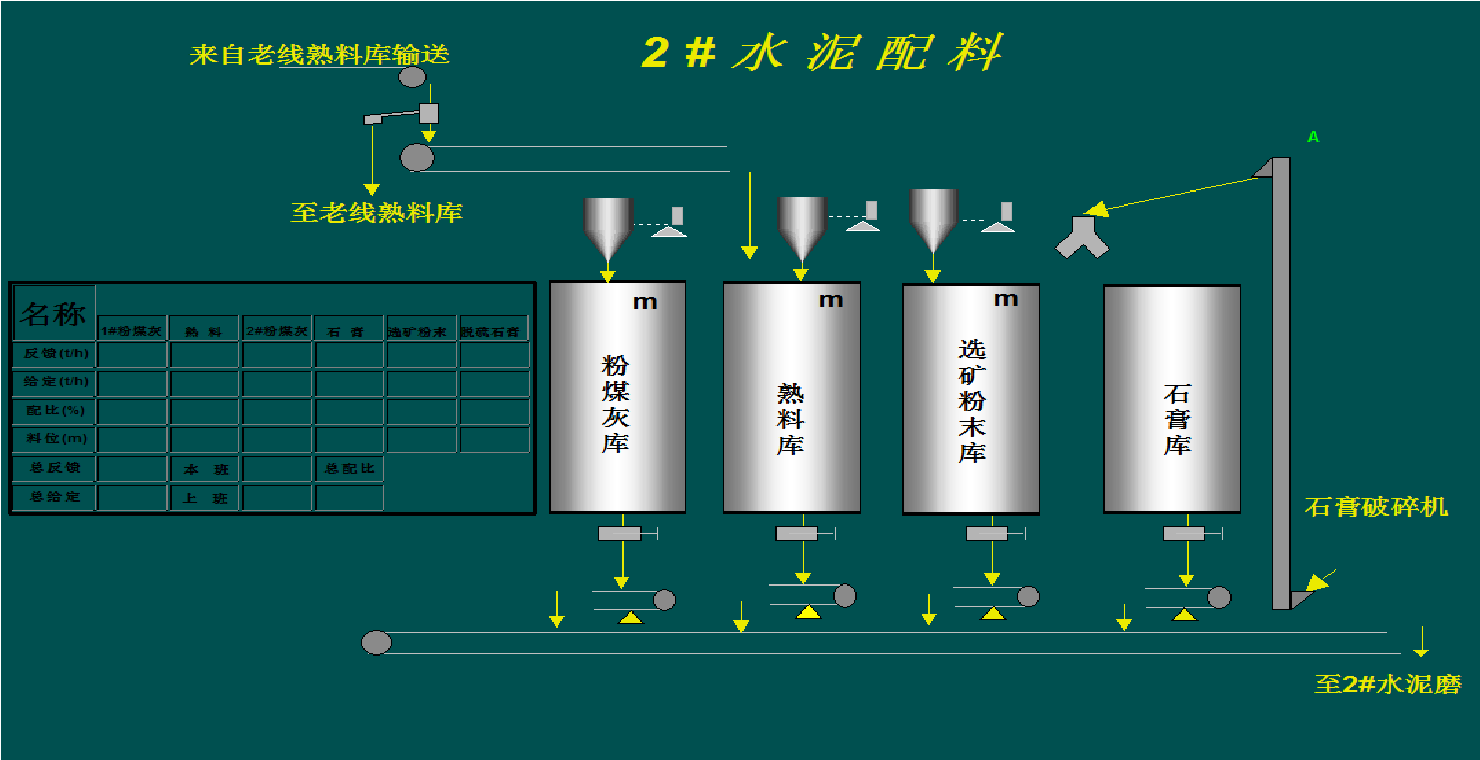 2#水泥配料
来自老线熟料库输送
A
至老线熟料库
名称
1#粉煤灰 熟 料 2#粉煤灰 石 膏 选矿粉末 脱硫石膏
反馈(t/h)
给定(t/h)
配比(%)
料位(m)
总反馈 本 班 总配比
总给定 上 班
m
粉煤灰库
m
熟料库
m
选矿粉末库
石膏库
石膏破碎机
至2#水泥磨